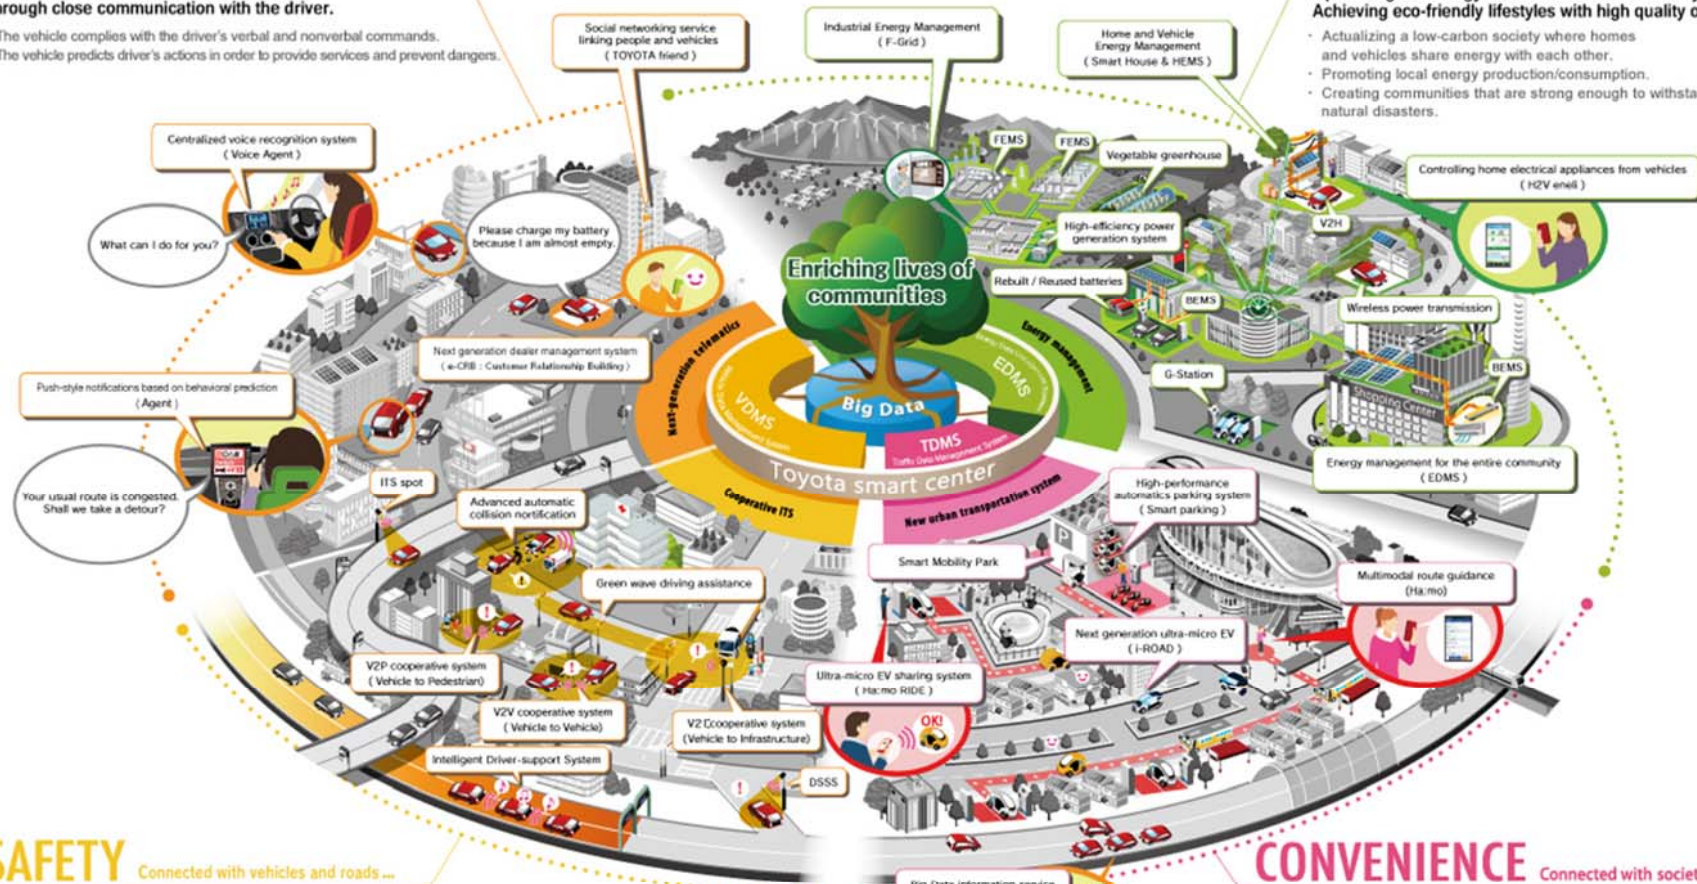 through close communication with the driver.
The vehicle complies with the driver's verbal and nonverbal commands.
The vehicle predicts driver's actions in order to provide services and prevent dangers.
Achieving eco-friendly lifestyles with high quality
· Actualizing a low-carbon society where homes
and vehicles share energy with each other.
· Promoting local energy production/consumption.
· Creating communities that are strong enough to
natural disasters.
Social networking service
linking people and vehicles
( TOYOTA friend )
Industrial Energy Management
( F-Grid )
Home and Vehicle
Energy Management
( Smart House & HEMS )
Centralized voice recognition system
( Voice Agent )
What can I do for you?
Please charge my battery
because I am almost empty.
FEMS
FEMS
Vegetable greenhouse
Controlling home electrical appliances from vehicles
( H2V eneli )
V2H
High-efficiency power
generation system
Rebuilt / Reused batteries
BEMS
Wireless power transmission
Enriching lives of
communities
Next generation dealer management system
( e-CRB : Customer Relationship Building )
G-Station
BEMS
Shopping Center
Push-style notifications based on behavioral prediction
( Agent )
Your usual route is congested.
Shall we take a detour?
Next-generation telematics
Energy management
VDMS
EDMS
Big Data
TDMS
Traffic Data Management System
Toyota smart center
Cooperative ITS
New urban transportation system
Energy management for the entire community
( EDMS )
ITS spot
Advanced automatic
collision nortification
High-performance
automatics parking system
( Smart parking )
P
Smart Mobility Park
Green wave driving assistance
Multimodal route guidance
(Ha:mo)
Next generation ultra-micro EV
( i-ROAD )
V2P cooperative system
( Vehicle to Pedestrian)
Ultra-micro EV sharing system
( Ha:mo RIDE )
OK!
V2V cooperative system
( Vehicle to Vehicle)
(Vehicle to Infrastructure)
Intelligent Driver-support System
DSSS
SAFETY Connected with vehicles and roads ...
CONVENIENCE Connected with
Big Data information service